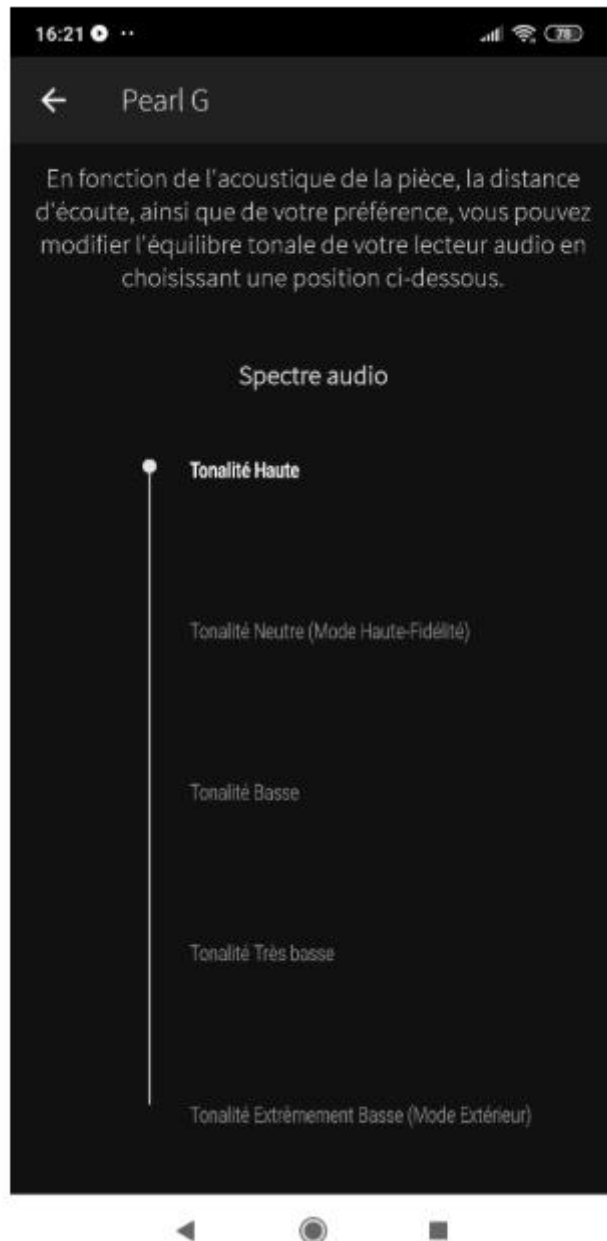 16:21
78
Pearl G
En fonction de l'acoustique de la pièce, la distance
d'écoute, ainsi que de votre préférence, vous pouvez
modifier l'équilibre tonale de votre lecteur audio en
choisissant une position ci-dessous.
Spectre audio
Tonalité Haute
Tonalité Neutre (Mode Haute-Fidélité)
Tonalité Basse
Tonalité Très basse
Tonalité Extrêmement Basse (Mode Extérieur)